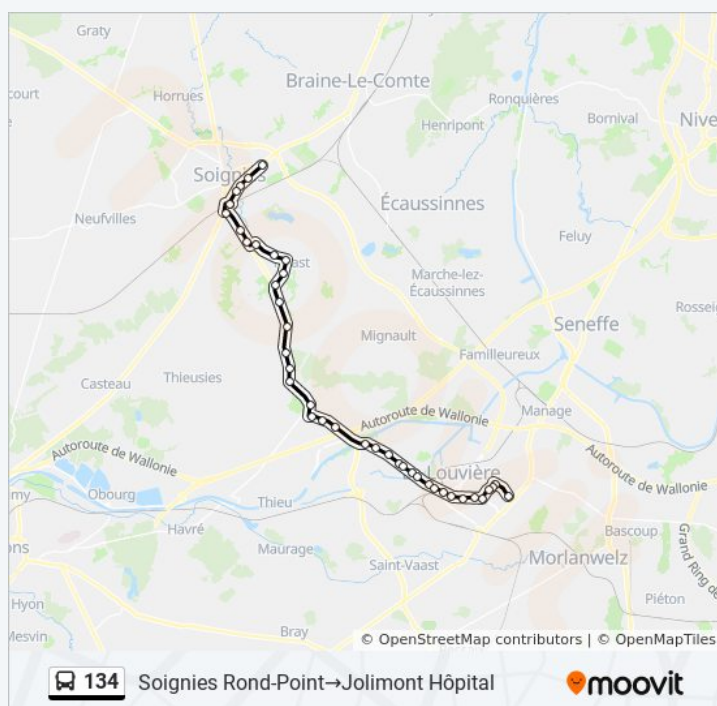 Graty
Braine-Le-Comte
court
Horrues
Ronquières
Bornival
Henripont
Nive
Soignies
Écaussinnes
Neufvilles
Feluy
Marche-lez-
Écaussinnes
Rossei
Seneffe
Mignault
Familleureux
Thieusies
Casteau
Manage
Autoroute de Wallonie
Autoroute de Wallonie
Louvière
Autoroute de Wallonie
my
Obourg
Thieu
Havré
Bascoup
Maurage
Morlanwelz
ons
Saint-Vaast
Grand Ring de
Piéton
Hyon
Mesvin
Bray
© OpenStreetMap contributors | © OpenMapTiles
134 Soignies Rond-Point→Jolimont Hôpital
moovit